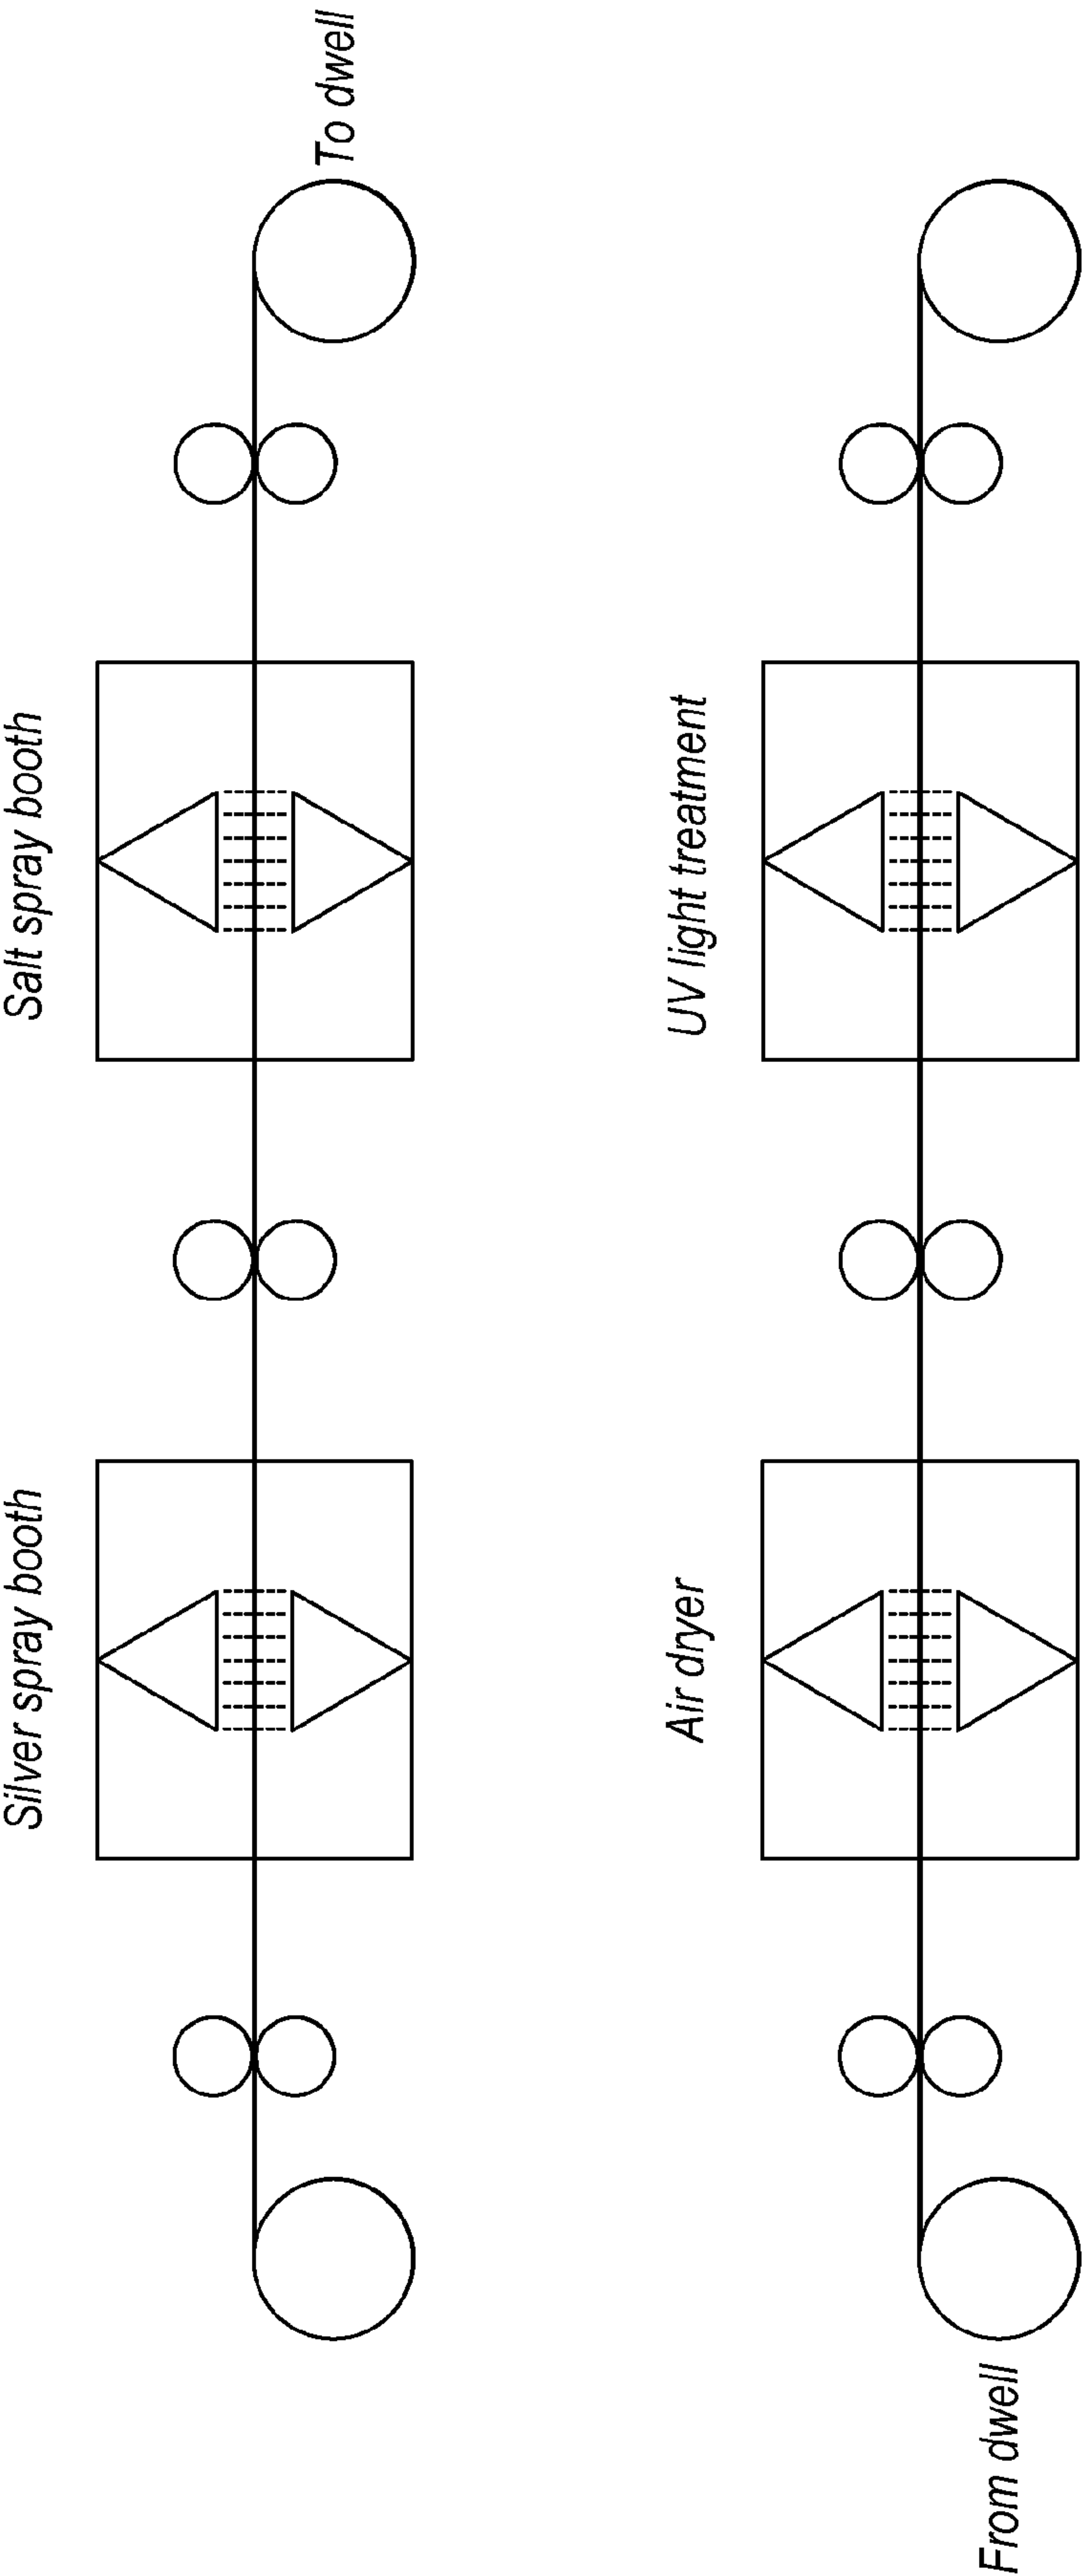 Silver spray booth
Salt spray booth
To dwell
From dwell
Air dryer
UV light treatment